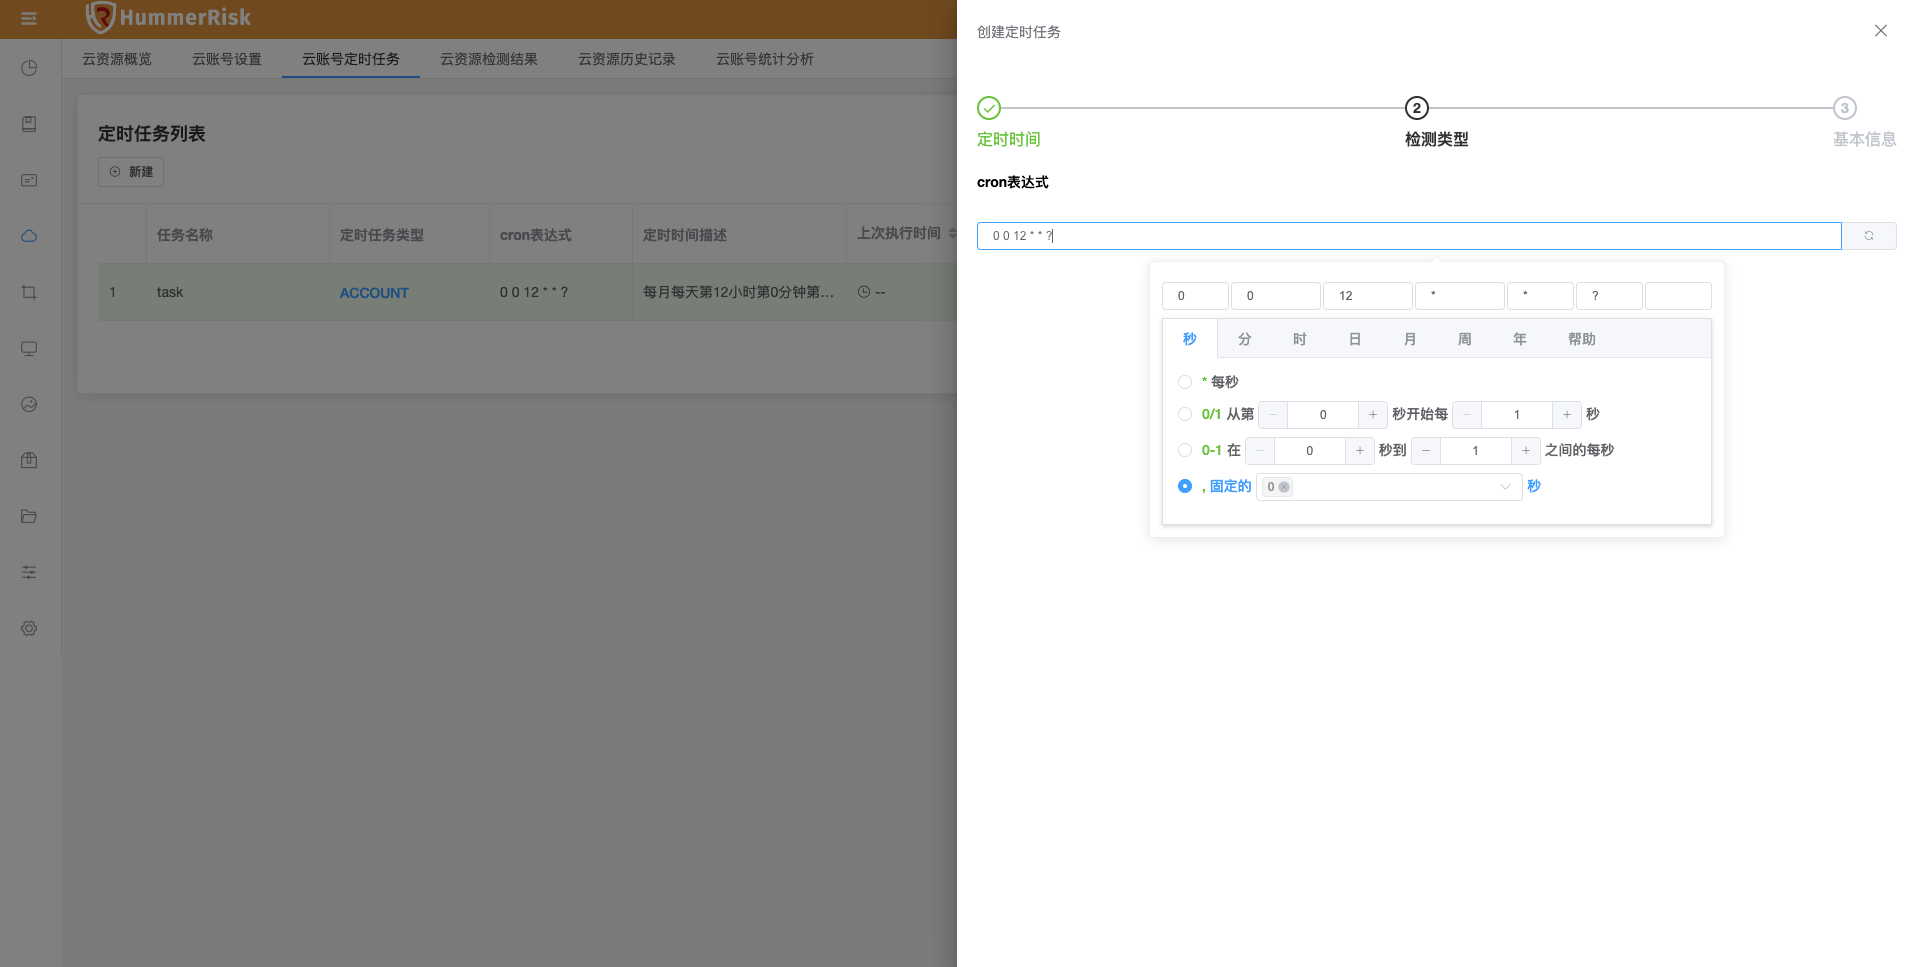 HummerRisk
云资源概览 云账号设置 云账号定时任务 云资源检测结果 云资源历史记录 云账号统计分析
定时任务列表
新建
任务名称 定时任务类型 cron表达式 定时时间描述 上次执行时间
1 task ACCOUNT 0 0 12 * * ? 每月每天第12小时第0分钟第... --
创建定时任务
2 3
定时时间 检测类型 基本信息
cron表达式
0 0 12 * * ?
0 0 12 * * ?
秒 分 时 日 月 周 年 帮助
* 每秒
0/1 从第 − 0 + 秒开始每 − 1 + 秒
0-1 在 − 0 + 秒到 − 1 + 之间的每秒
, 固定的 0 秒